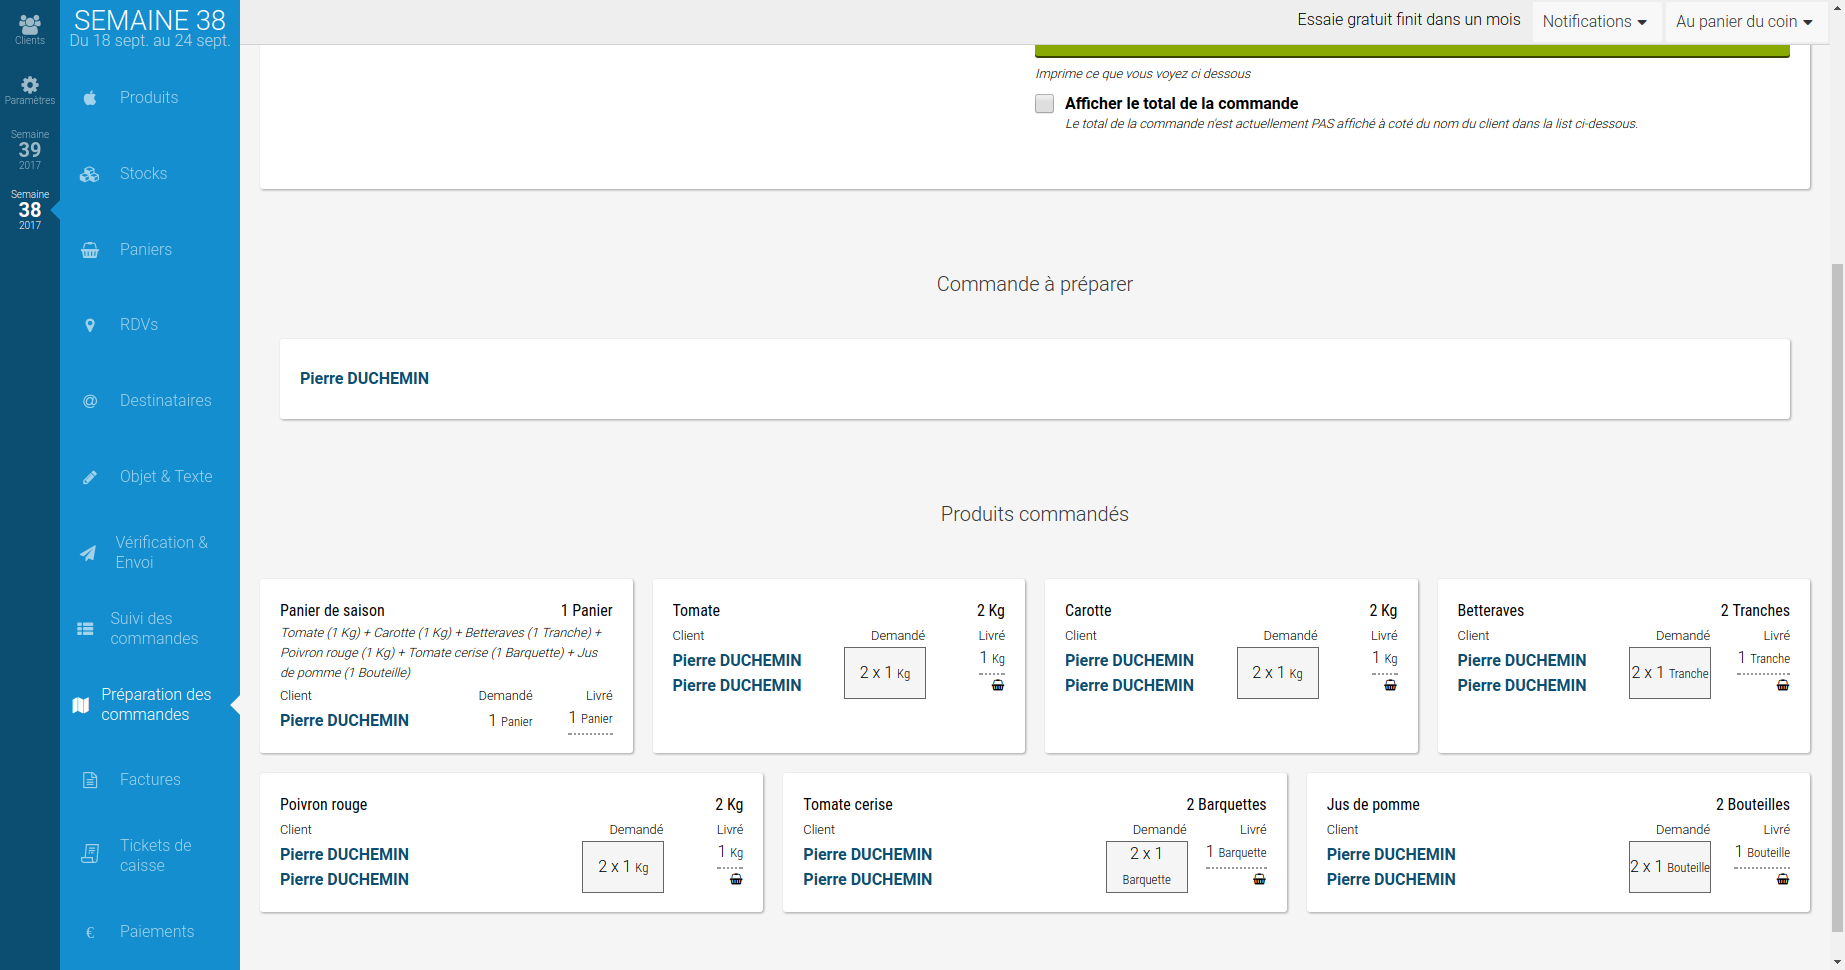 Clients
Paramètres
Semaine
39
2017
Semaine
38
2017
SEMAINE 38
Du 18 sept. au 24 sept.
Produits
Stocks
Paniers
RDVs
@ Destinataires
Objet & Texte
Vérification &
Envoi
Suivi des
commandes
Préparation des
commandes
Factures
Tickets de
caisse
€ Paiements
Essaie gratuit finit dans un mois
Notifications
Au panier du coin
Imprime ce que vous voyez ci dessous
Afficher le total de la commande
Le total de la commande n'est actuellement PAS affiché à coté du nom du client dans la list ci-dessous.
Commande à préparer
Pierre DUCHEMIN
Produits commandés
Panier de saison 1 Panier
Tomate (1 Kg) + Carotte (1 Kg) + Betteraves (1 Tranche) +
Poivron rouge (1 Kg) + Tomate cerise (1 Barquette) + Jus
de pomme (1 Bouteille)
Client Demandé Livré
Pierre DUCHEMIN 1 Panier 1 Panier
Tomate 2 Kg
Client Demandé Livré
Pierre DUCHEMIN 2 x 1 Kg 1 Kg
Pierre DUCHEMIN
Carotte 2 Kg
Client Demandé Livré
Pierre DUCHEMIN 2 x 1 Kg 1 Kg
Pierre DUCHEMIN
Betteraves 2 Tranches
Client Demandé Livré
Pierre DUCHEMIN 2 x 1 Tranche 1 Tranche
Pierre DUCHEMIN
Poivron rouge 2 Kg
Client Demandé Livré
Pierre DUCHEMIN 2 x 1 Kg 1 Kg
Pierre DUCHEMIN
Tomate cerise 2 Barquettes
Client Demandé Livré
Pierre DUCHEMIN 2 x 1 Barquette 1 Barquette
Pierre DUCHEMIN
Jus de pomme 2 Bouteilles
Client Demandé Livré
Pierre DUCHEMIN 2 x 1 Bouteille 1 Bouteille
Pierre DUCHEMIN